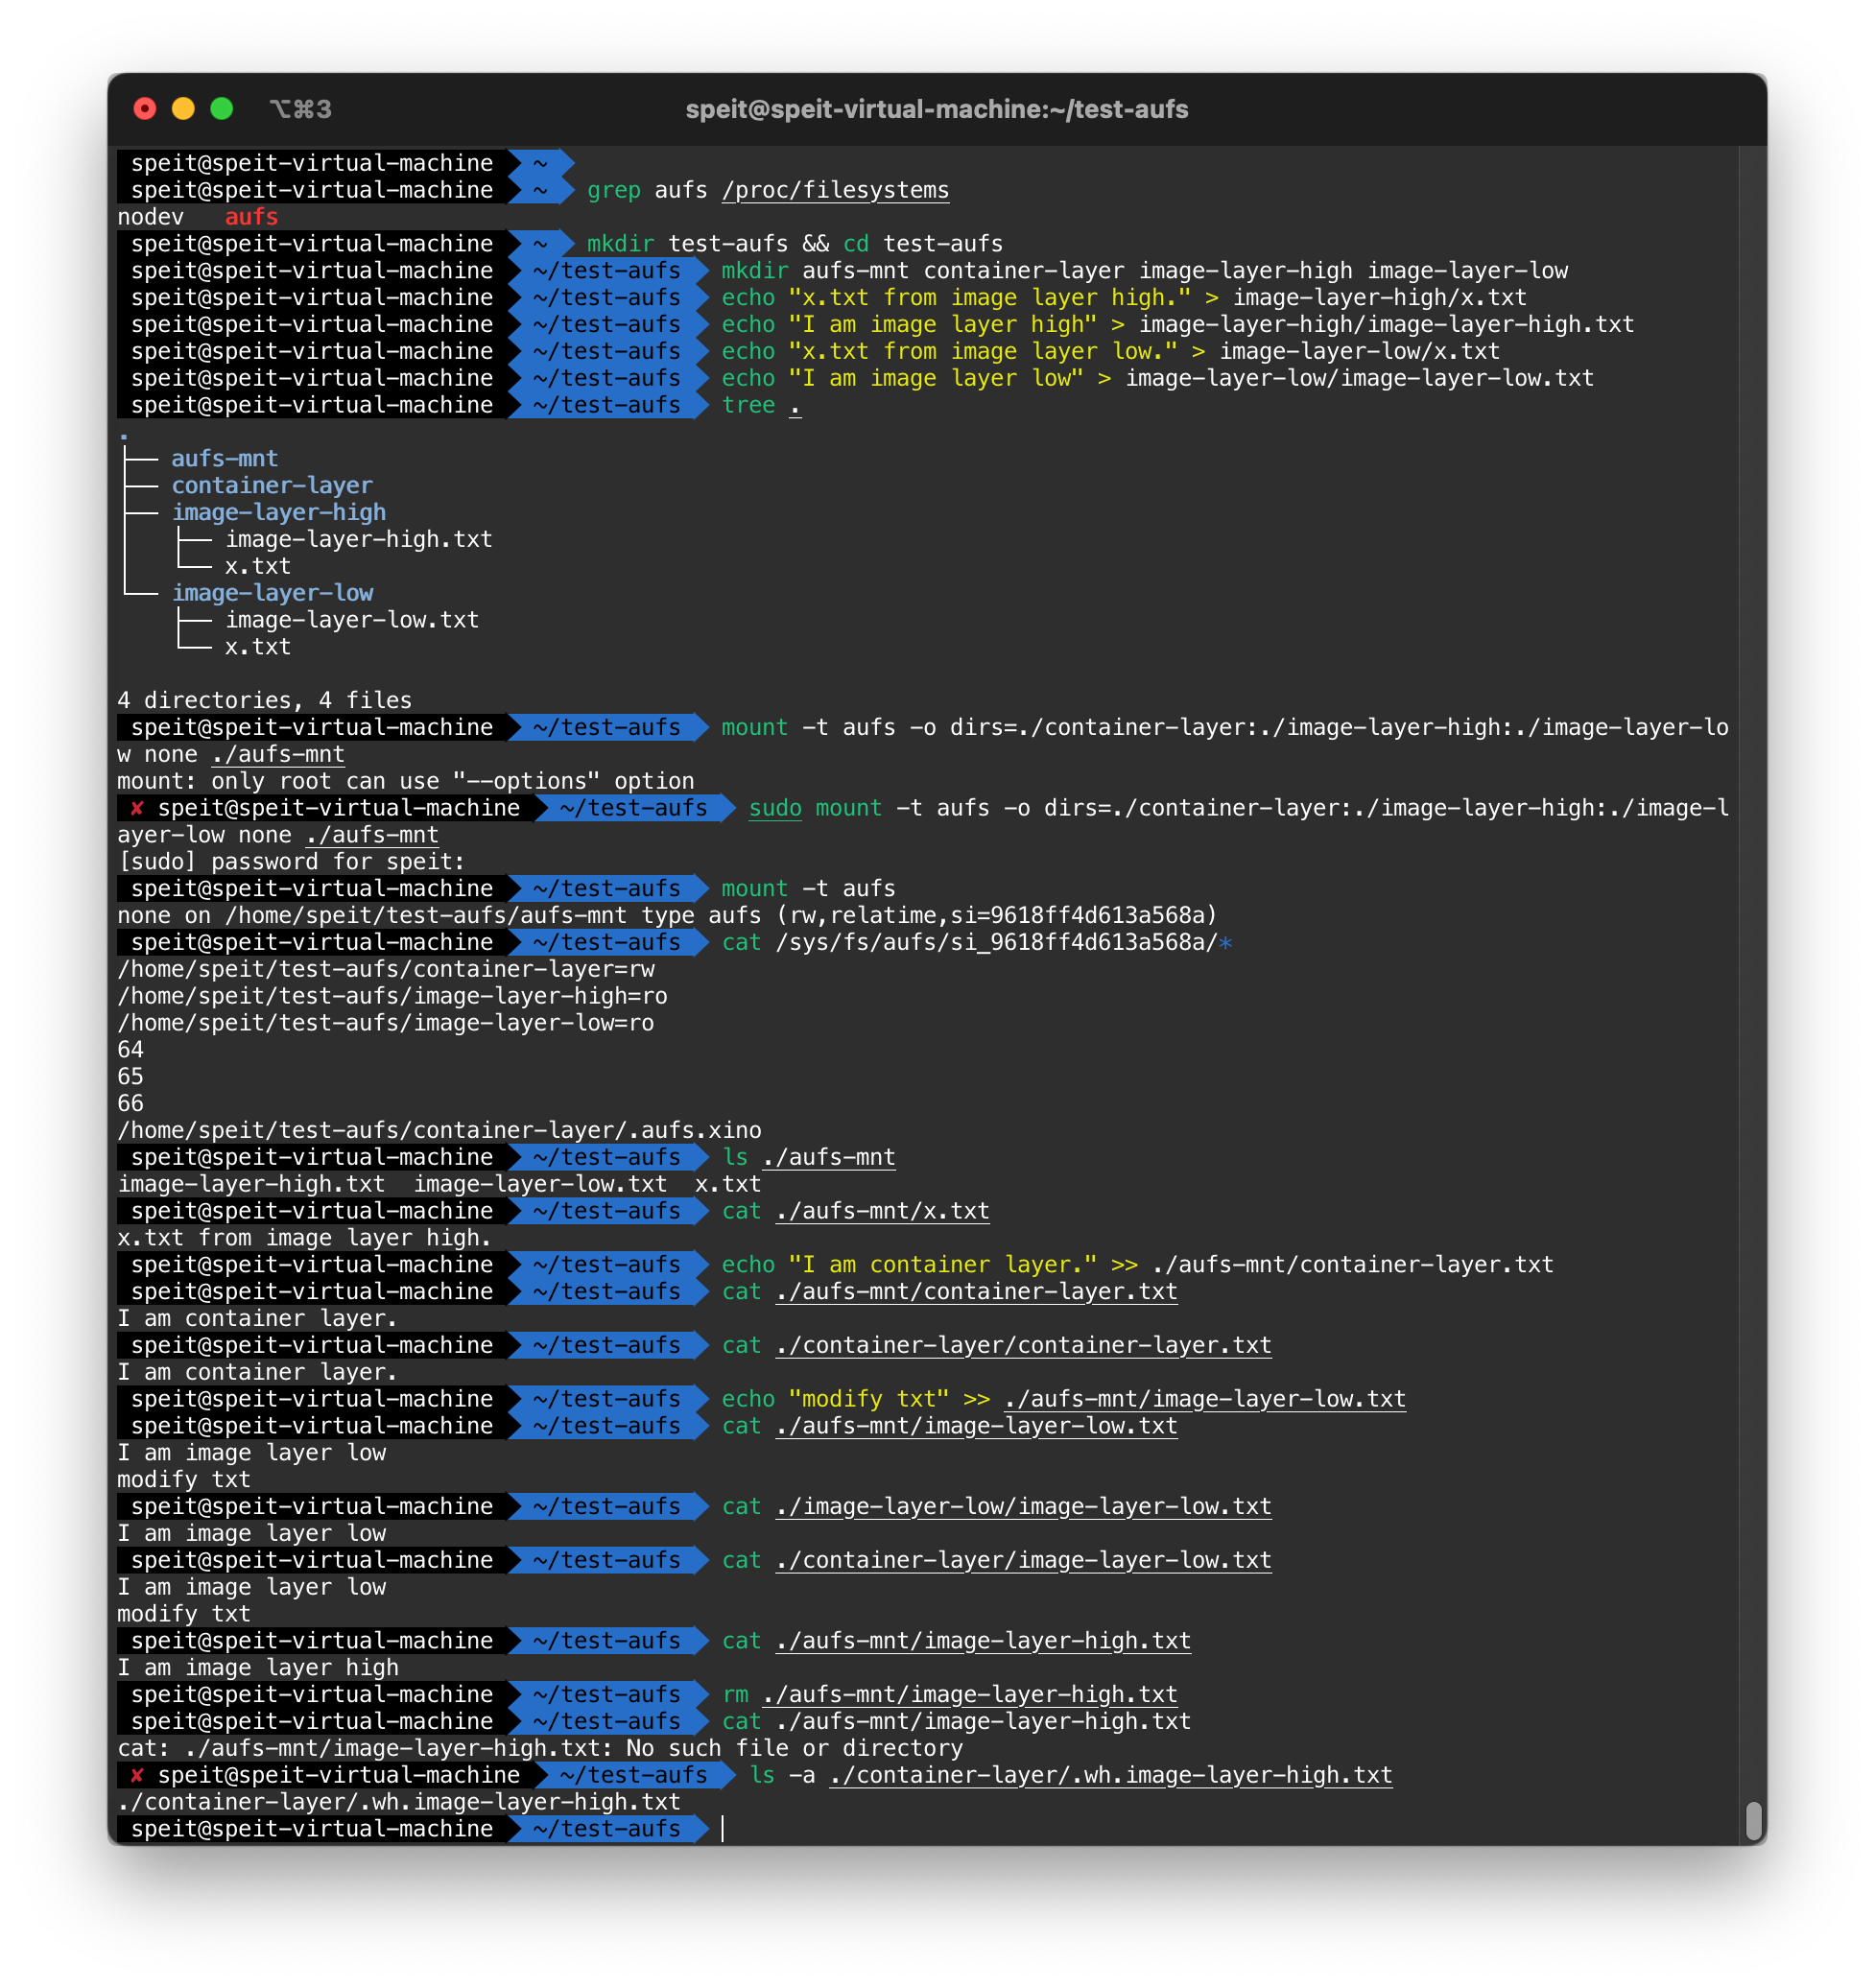 ⌥⌘3
speit@speit-virtual-machine:~/test-aufs
speit@speit-virtual-machine ~
speit@speit-virtual-machine ~ grep aufs /proc/filesystems
nodev	aufs
speit@speit-virtual-machine ~ mkdir test-aufs && cd test-aufs
speit@speit-virtual-machine ~/test-aufs mkdir aufs-mnt container-layer image-layer-high image-layer-low
speit@speit-virtual-machine ~/test-aufs echo "x.txt from image layer high." > image-layer-high/x.txt
speit@speit-virtual-machine ~/test-aufs echo "I am image layer high" > image-layer-high/image-layer-high.txt
speit@speit-virtual-machine ~/test-aufs echo "x.txt from image layer low." > image-layer-low/x.txt
speit@speit-virtual-machine ~/test-aufs echo "I am image layer low" > image-layer-low/image-layer-low.txt
speit@speit-virtual-machine ~/test-aufs tree .
.
├── aufs-mnt
├── container-layer
├── image-layer-high
│   ├── image-layer-high.txt
│   └── x.txt
└── image-layer-low
    ├── image-layer-low.txt
    └── x.txt
4 directories, 4 files
speit@speit-virtual-machine ~/test-aufs mount -t aufs -o dirs=./container-layer:./image-layer-high:./image-layer-lo
w none ./aufs-mnt
mount: only root can use "--options" option
✘ speit@speit-virtual-machine ~/test-aufs sudo mount -t aufs -o dirs=./container-layer:./image-layer-high:./image-l
ayer-low none ./aufs-mnt
[sudo] password for speit:
speit@speit-virtual-machine ~/test-aufs mount -t aufs
none on /home/speit/test-aufs/aufs-mnt type aufs (rw,relatime,si=9618ff4d613a568a)
speit@speit-virtual-machine ~/test-aufs cat /sys/fs/aufs/si_9618ff4d613a568a/*
/home/speit/test-aufs/container-layer=rw
/home/speit/test-aufs/image-layer-high=ro
/home/speit/test-aufs/image-layer-low=ro
64
65
66
/home/speit/test-aufs/container-layer/.aufs.xino
speit@speit-virtual-machine ~/test-aufs ls ./aufs-mnt
image-layer-high.txt  image-layer-low.txt  x.txt
speit@speit-virtual-machine ~/test-aufs cat ./aufs-mnt/x.txt
x.txt from image layer high.
speit@speit-virtual-machine ~/test-aufs echo "I am container layer." >> ./aufs-mnt/container-layer.txt
speit@speit-virtual-machine ~/test-aufs cat ./aufs-mnt/container-layer.txt
I am container layer.
speit@speit-virtual-machine ~/test-aufs cat ./container-layer/container-layer.txt
I am container layer.
speit@speit-virtual-machine ~/test-aufs echo "modify txt" >> ./aufs-mnt/image-layer-low.txt
speit@speit-virtual-machine ~/test-aufs cat ./aufs-mnt/image-layer-low.txt
I am image layer low
modify txt
speit@speit-virtual-machine ~/test-aufs cat ./image-layer-low/image-layer-low.txt
I am image layer low
speit@speit-virtual-machine ~/test-aufs cat ./container-layer/image-layer-low.txt
I am image layer low
modify txt
speit@speit-virtual-machine ~/test-aufs cat ./aufs-mnt/image-layer-high.txt
I am image layer high
speit@speit-virtual-machine ~/test-aufs rm ./aufs-mnt/image-layer-high.txt
speit@speit-virtual-machine ~/test-aufs cat ./aufs-mnt/image-layer-high.txt
cat: ./aufs-mnt/image-layer-high.txt: No such file or directory
✘ speit@speit-virtual-machine ~/test-aufs ls -a ./container-layer/.wh.image-layer-high.txt
./container-layer/.wh.image-layer-high.txt
speit@speit-virtual-machine ~/test-aufs